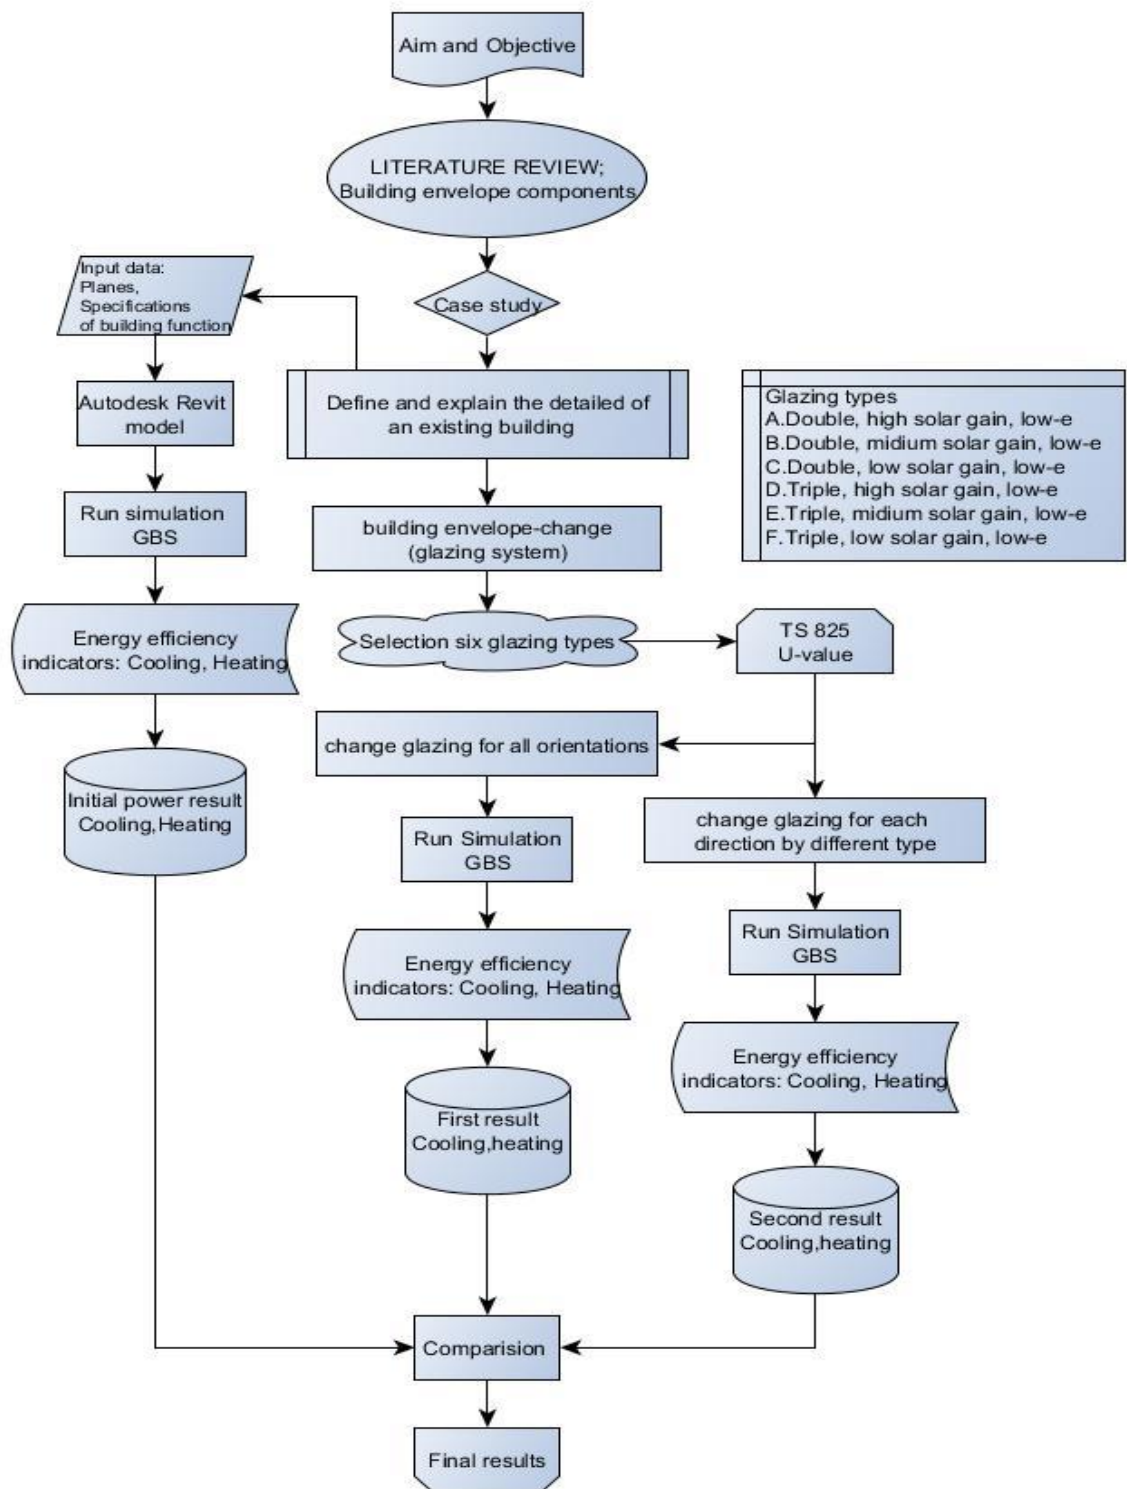 Aim and Objective
LITERATURE REVIEW;
Building envelope components
Case study
Input data:
Planes,
Specifications
of building function
Autodesk Revit
model
Run simulation
GBS
Energy efficiency
indicators: Cooling, Heating
Initial power result
Cooling,Heating
Define and explain the detailed of
an existing building
building envelope-change
(glazing system)
Selection six glazing types
TS 825
U-value
Glazing types
A.Double, high solar gain, low-e
B.Double, midium solar gain, low-e
C.Double, low solar gain, low-e
D.Triple, high solar gain, low-e
E.Triple, midium solar gain, low-e
F.Triple, low solar gain, low-e
change glazing for all orientations
Run Simulation
GBS
Energy efficiency
indicators: Cooling, Heating
First result
Cooling,heating
change glazing for each
direction by different type
Run Simulation
GBS
Energy efficiency
indicators: Cooling, Heating
Second result
Cooling,heating
Comparision
Final results